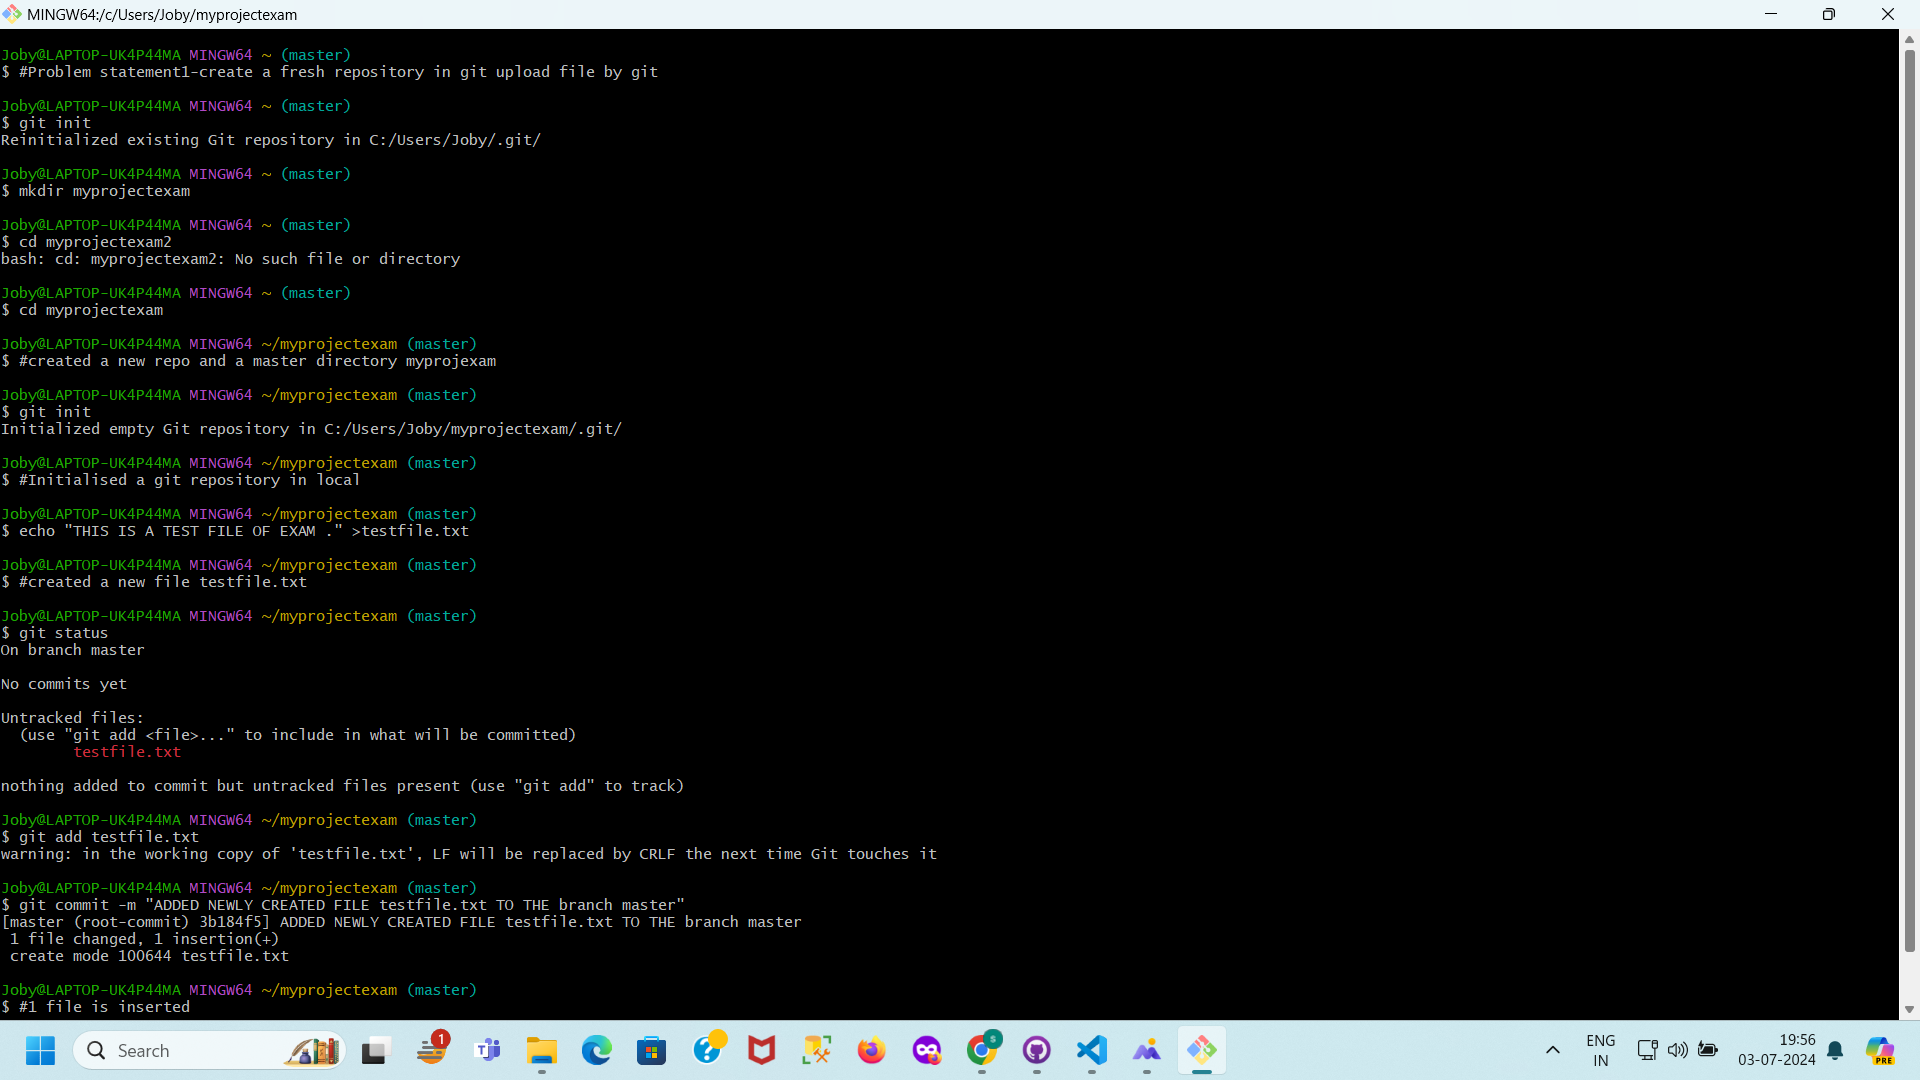 MINGW64:/c/Users/Joby/myprojectexam
Joby@LAPTOP-UK4P44MA MINGW64 ~ (master)
$ #Problem statement1-create a fresh repository in git upload file by git
Joby@LAPTOP-UK4P44MA MINGW64 ~ (master)
$ git init
Reinitialized existing Git repository in C:/Users/Joby/.git/
Joby@LAPTOP-UK4P44MA MINGW64 ~ (master)
$ mkdir myprojectexam
Joby@LAPTOP-UK4P44MA MINGW64 ~ (master)
$ cd myprojectexam2
bash: cd: myprojectexam2: No such file or directory
Joby@LAPTOP-UK4P44MA MINGW64 ~ (master)
$ cd myprojectexam
Joby@LAPTOP-UK4P44MA MINGW64 ~/myprojectexam (master)
$ #created a new repo and a master directory myprojexam
Joby@LAPTOP-UK4P44MA MINGW64 ~/myprojectexam (master)
$ git init
Initialized empty Git repository in C:/Users/Joby/myprojectexam/.git/
Joby@LAPTOP-UK4P44MA MINGW64 ~/myprojectexam (master)
$ #Initialised a git repository in local
Joby@LAPTOP-UK4P44MA MINGW64 ~/myprojectexam (master)
$ echo "THIS IS A TEST FILE OF EXAM ." >testfile.txt
Joby@LAPTOP-UK4P44MA MINGW64 ~/myprojectexam (master)
$ #created a new file testfile.txt
Joby@LAPTOP-UK4P44MA MINGW64 ~/myprojectexam (master)
$ git status
On branch master
No commits yet
Untracked files:
(use "git add <file>..." to include in what will be committed)
testfile.txt
nothing added to commit but untracked files present (use "git add" to track)
Joby@LAPTOP-UK4P44MA MINGW64 ~/myprojectexam (master)
$ git add testfile.txt
warning: in the working copy of 'testfile.txt', LF will be replaced by CRLF the next time Git touches it
Joby@LAPTOP-UK4P44MA MINGW64 ~/myprojectexam (master)
$ git commit -m "ADDED NEWLY CREATED FILE testfile.txt TO THE branch master"
[master (root-commit) 3b184f5] ADDED NEWLY CREATED FILE testfile.txt TO THE branch master
1 file changed, 1 insertion(+)
create mode 100644 testfile.txt
Joby@LAPTOP-UK4P44MA MINGW64 ~/myprojectexam (master)
$ #1 file is inserted
Search
1
S
ENG
IN
19:56
03-07-2024
PRE